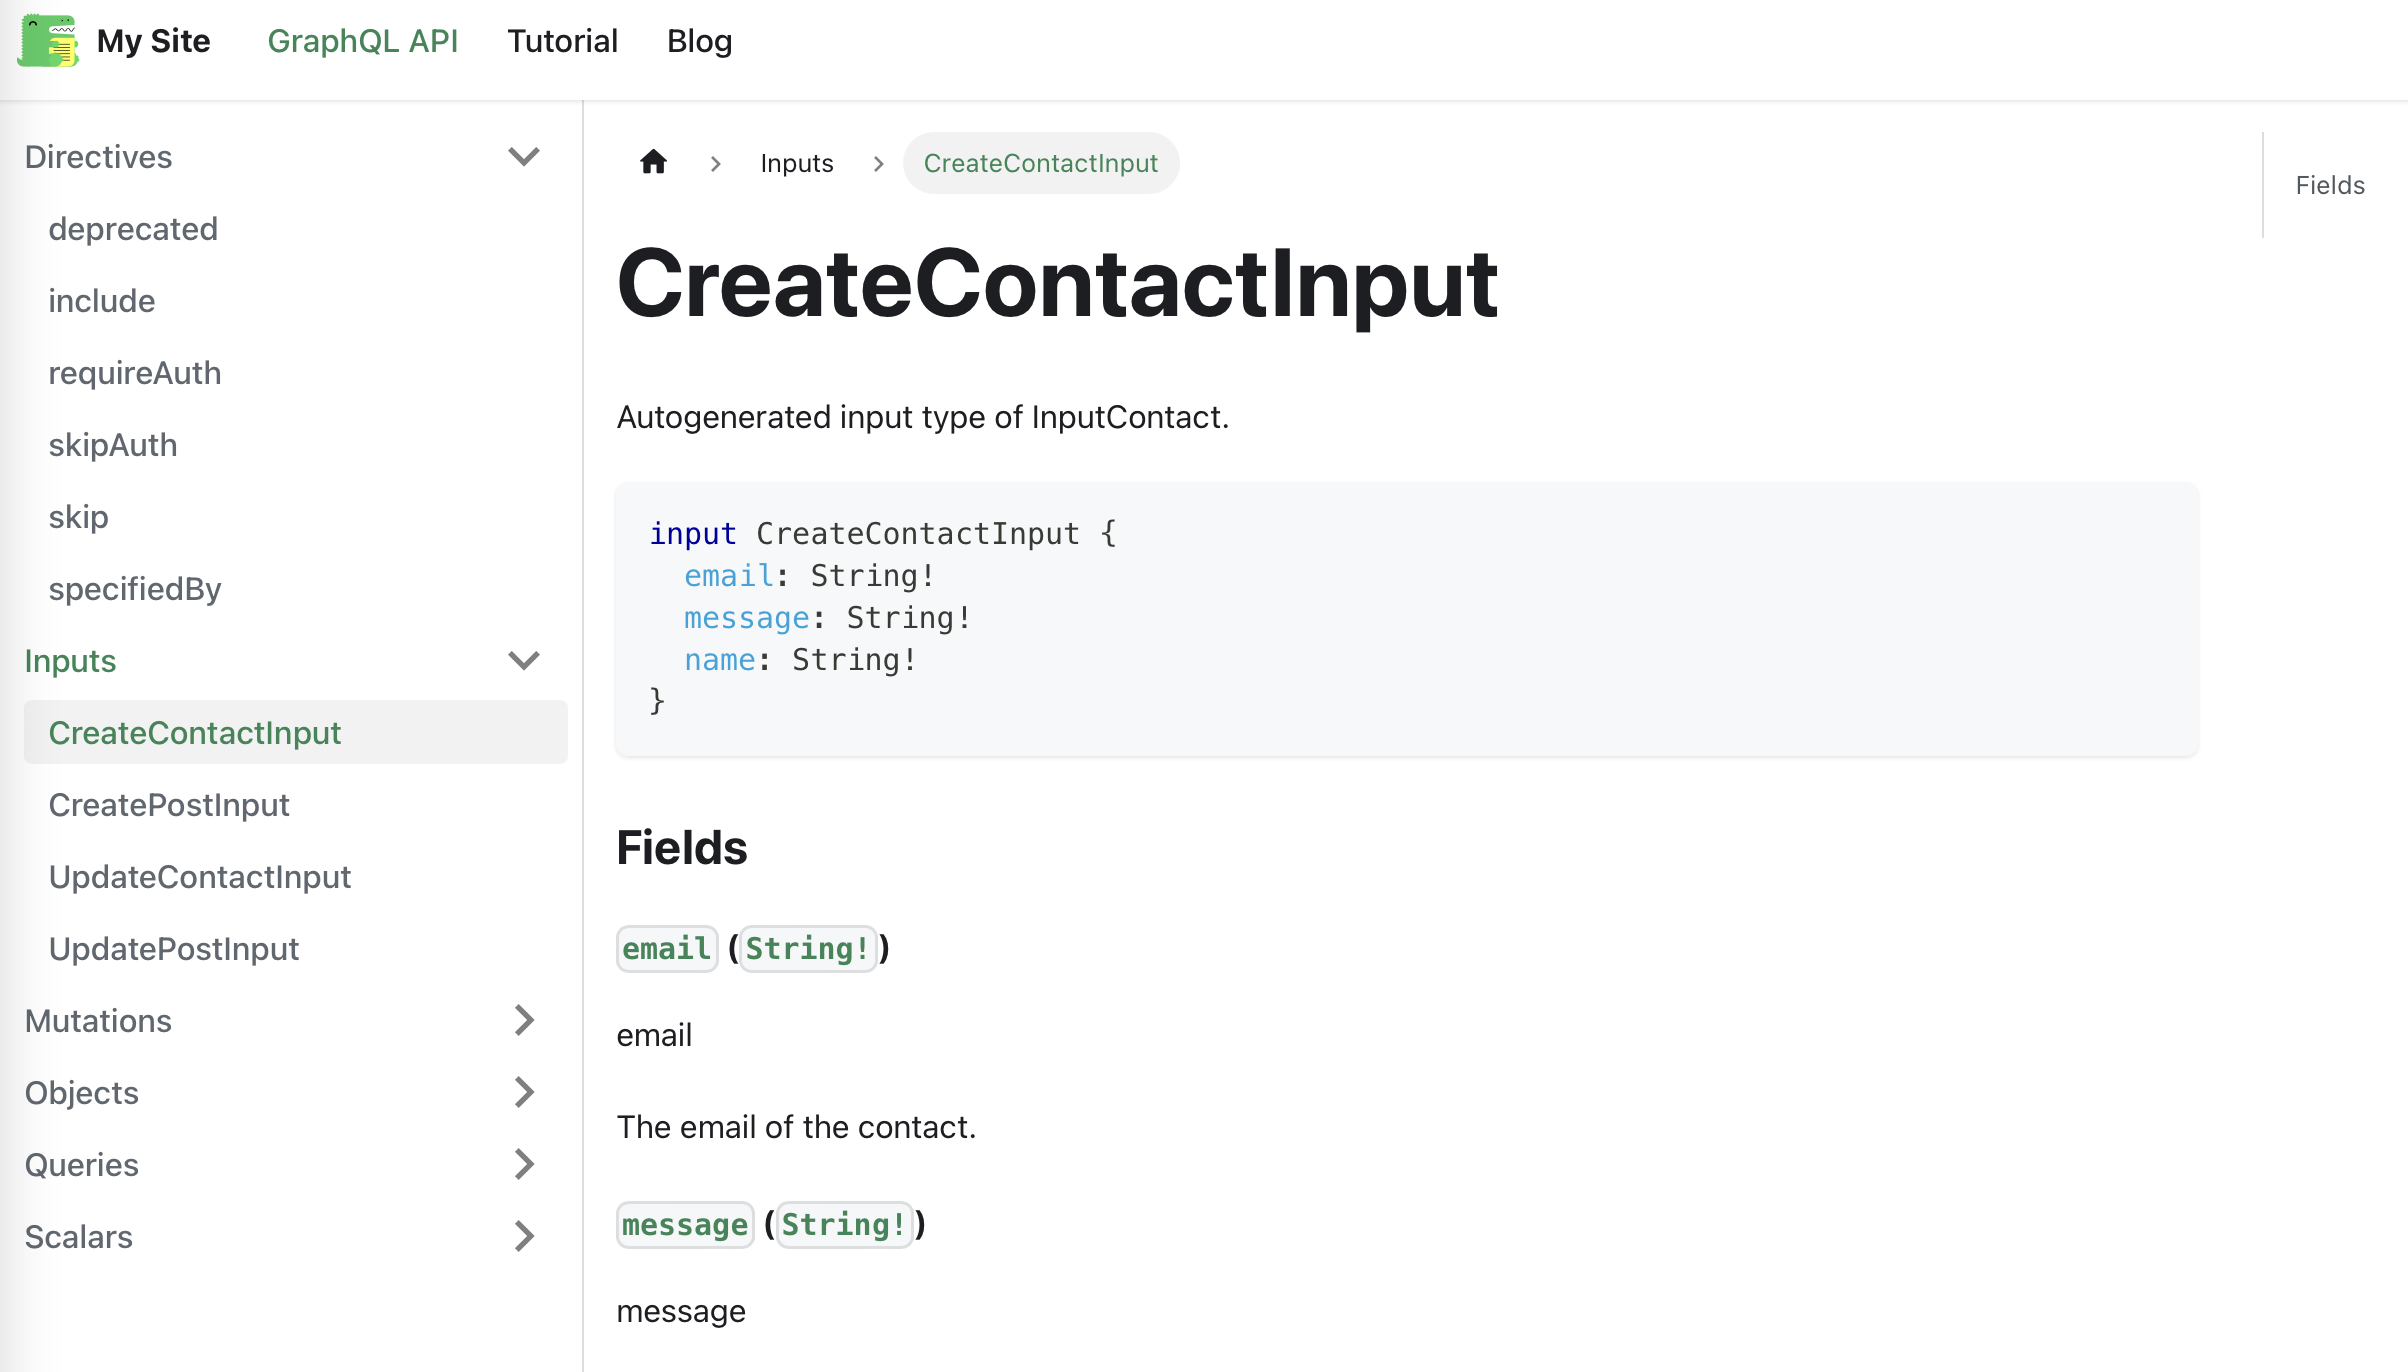 My Site GraphQL API Tutorial Blog
Directives
deprecated
include
requireAuth
skipAuth
skip
specifiedBy
Inputs
CreateContactInput
CreatePostInput
UpdateContactInput
UpdatePostInput
Mutations
Objects
Queries
Scalars
Inputs CreateContactInput
CreateContactInput
Autogenerated input type of InputContact.
input CreateContactInput {
  email: String!
  message: String!
  name: String!
}
Fields
email (String!)
email
The email of the contact.
message (String!)
message
Fields